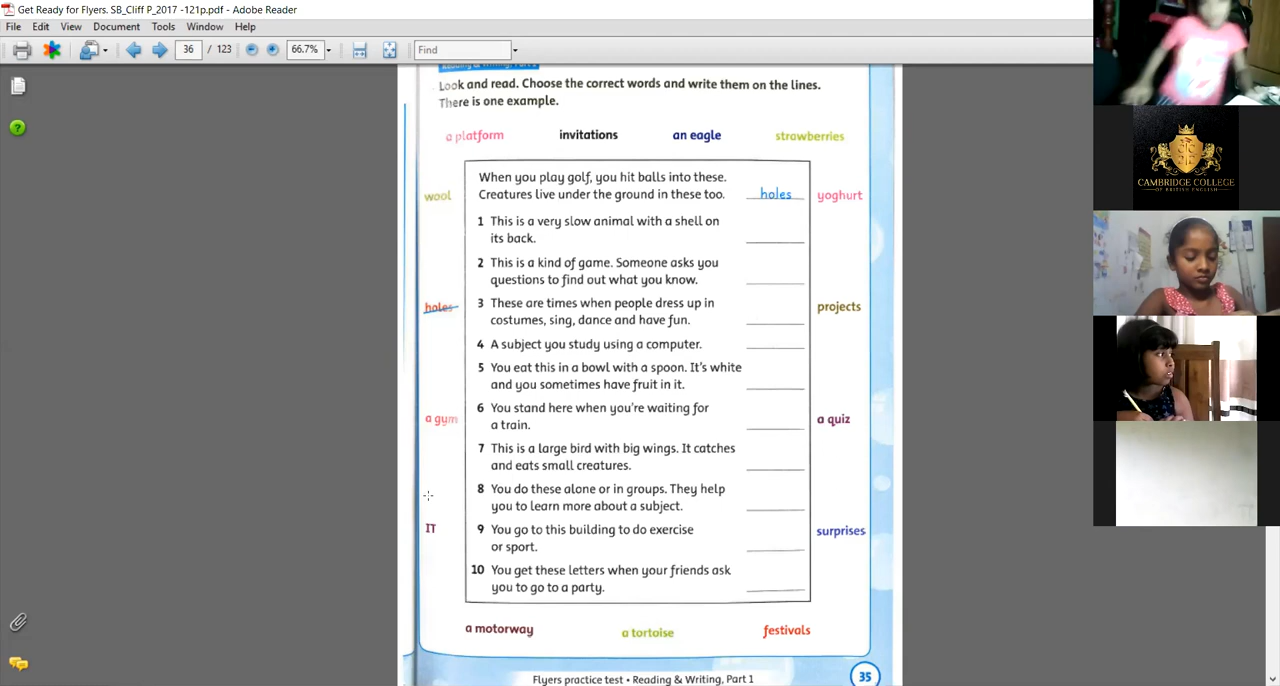 Get Ready for Flyers. SB_Cliff P_2017 -121p.pdf - Adobe Reader
File Edit View Document Tools Window Help
36 / 123 66.7% Find
Reading & Writing, Part 1
Look and read. Choose the correct words and write them on the lines.
There is one example.
a platform invitations an eagle strawberries
When you play golf, you hit balls into these.
Creatures live under the ground in these too. holes
wool
yoghurt
1 This is a very slow animal with a shell on
its back.
2 This is a kind of game. Someone asks you
questions to find out what you know.
holes
projects
3 These are times when people dress up in
costumes, sing, dance and have fun.
4 A subject you study using a computer.
5 You eat this in a bowl with a spoon. It's white
and you sometimes have fruit in it.
6 You stand here when you're waiting for
a train.
a gym
a quiz
7 This is a large bird with big wings. It catches
and eats small creatures.
8 You do these alone or in groups. They help
you to learn more about a subject.
IT
surprises
9 You go to this building to do exercise
or sport.
10 You get these letters when your friends ask
you to go to a party.
a motorway a tortoise festivals
Flyers practice test • Reading & Writing, Part 1 35
CAMBRIDGE COLLEGE
OF BRITISH ENGLISH